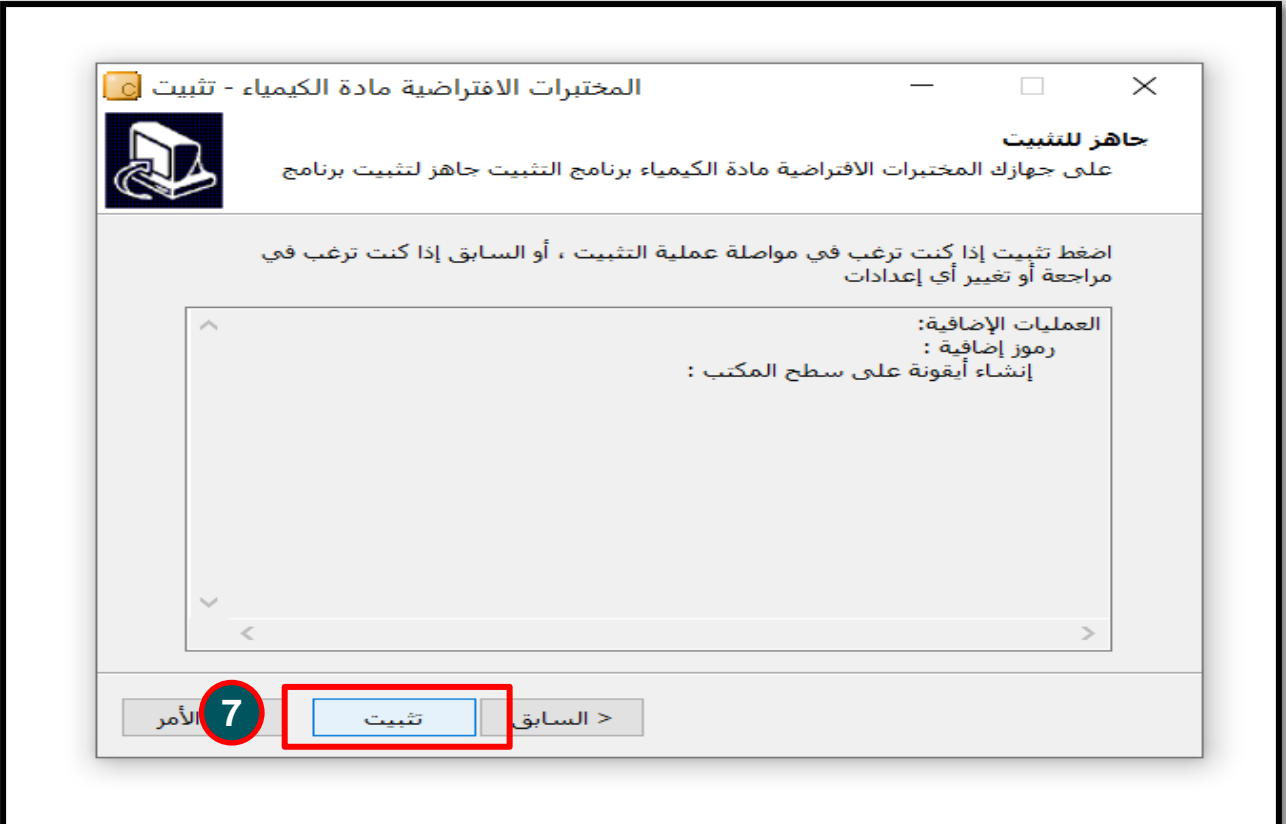 المختبرات الافتراضية مادة الكيمياء - تثبيت
جاهز للتثبيت
على جهازك المختبرات الافتراضية مادة الكيمياء برنامج التثبيت جاهز لتثبيت برنامج
اضغط تثبيت إذا كنت ترغب في مواصلة عملية التثبيت ، أو السابق إذا كنت ترغب في
مراجعة أو تغيير أي إعدادات
العمليات الإضافية:
رموز إضافية :
إنشاء أيقونة على سطح المكتب :
< السابق
تثبيت
7
الأمر